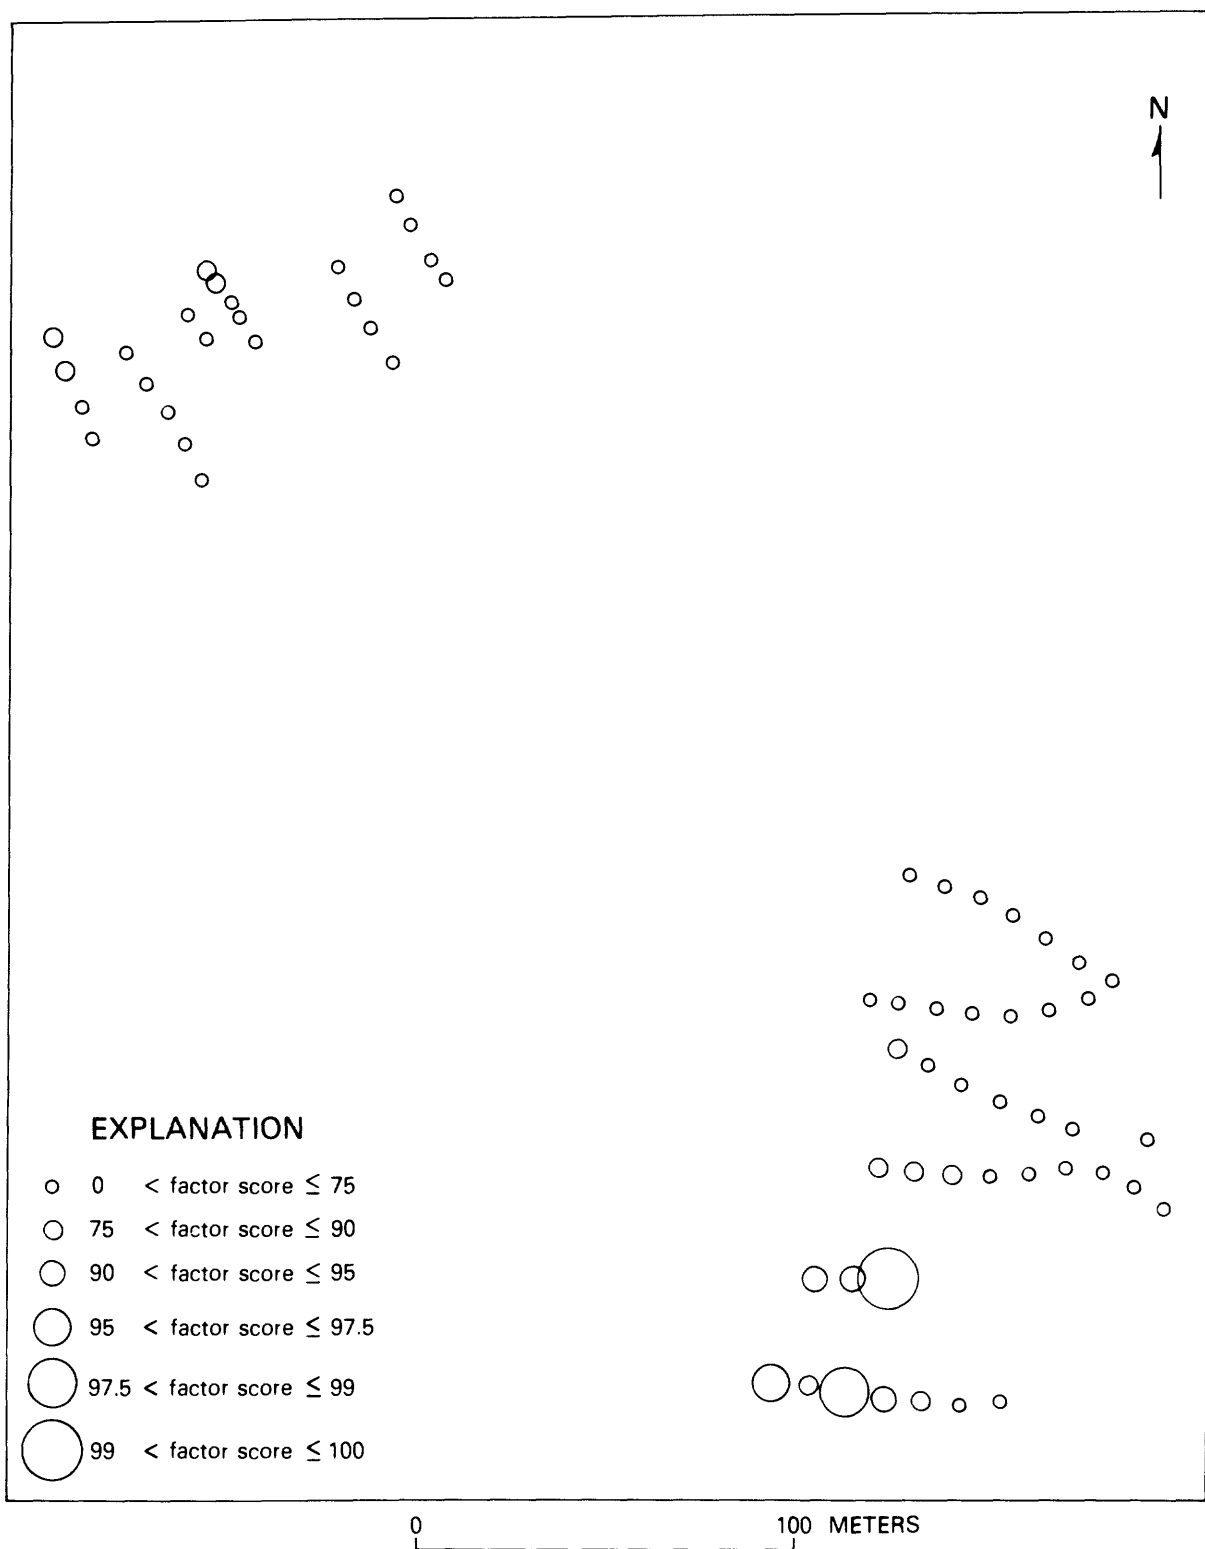 N
EXPLANATION
0 < factor score ≤ 75
75 < factor score ≤ 90
90 < factor score ≤ 95
95 < factor score ≤ 97.5
97.5 < factor score ≤ 99
99 < factor score ≤ 100
0 100 METERS